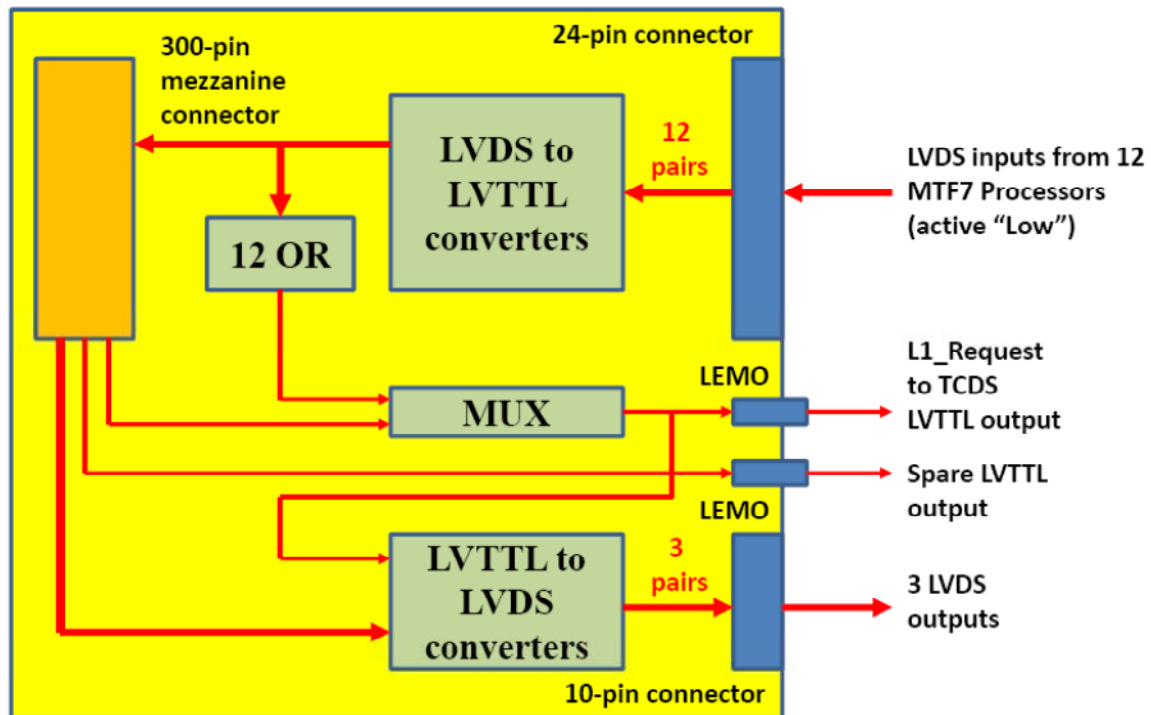 24-pin connector
300-pin
mezzanine
connector
LVDS to
LVTTL
converters
12
pairs
LVDS inputs from 12
MTF7 Processors
(active “Low”)
12 OR
L1_Request
to TCDS
LVTTL output
LEMO
MUX
Spare LVTTL
output
LEMO
LVTTL to
LVDS
converters
3
pairs
3 LVDS
outputs
10-pin connector